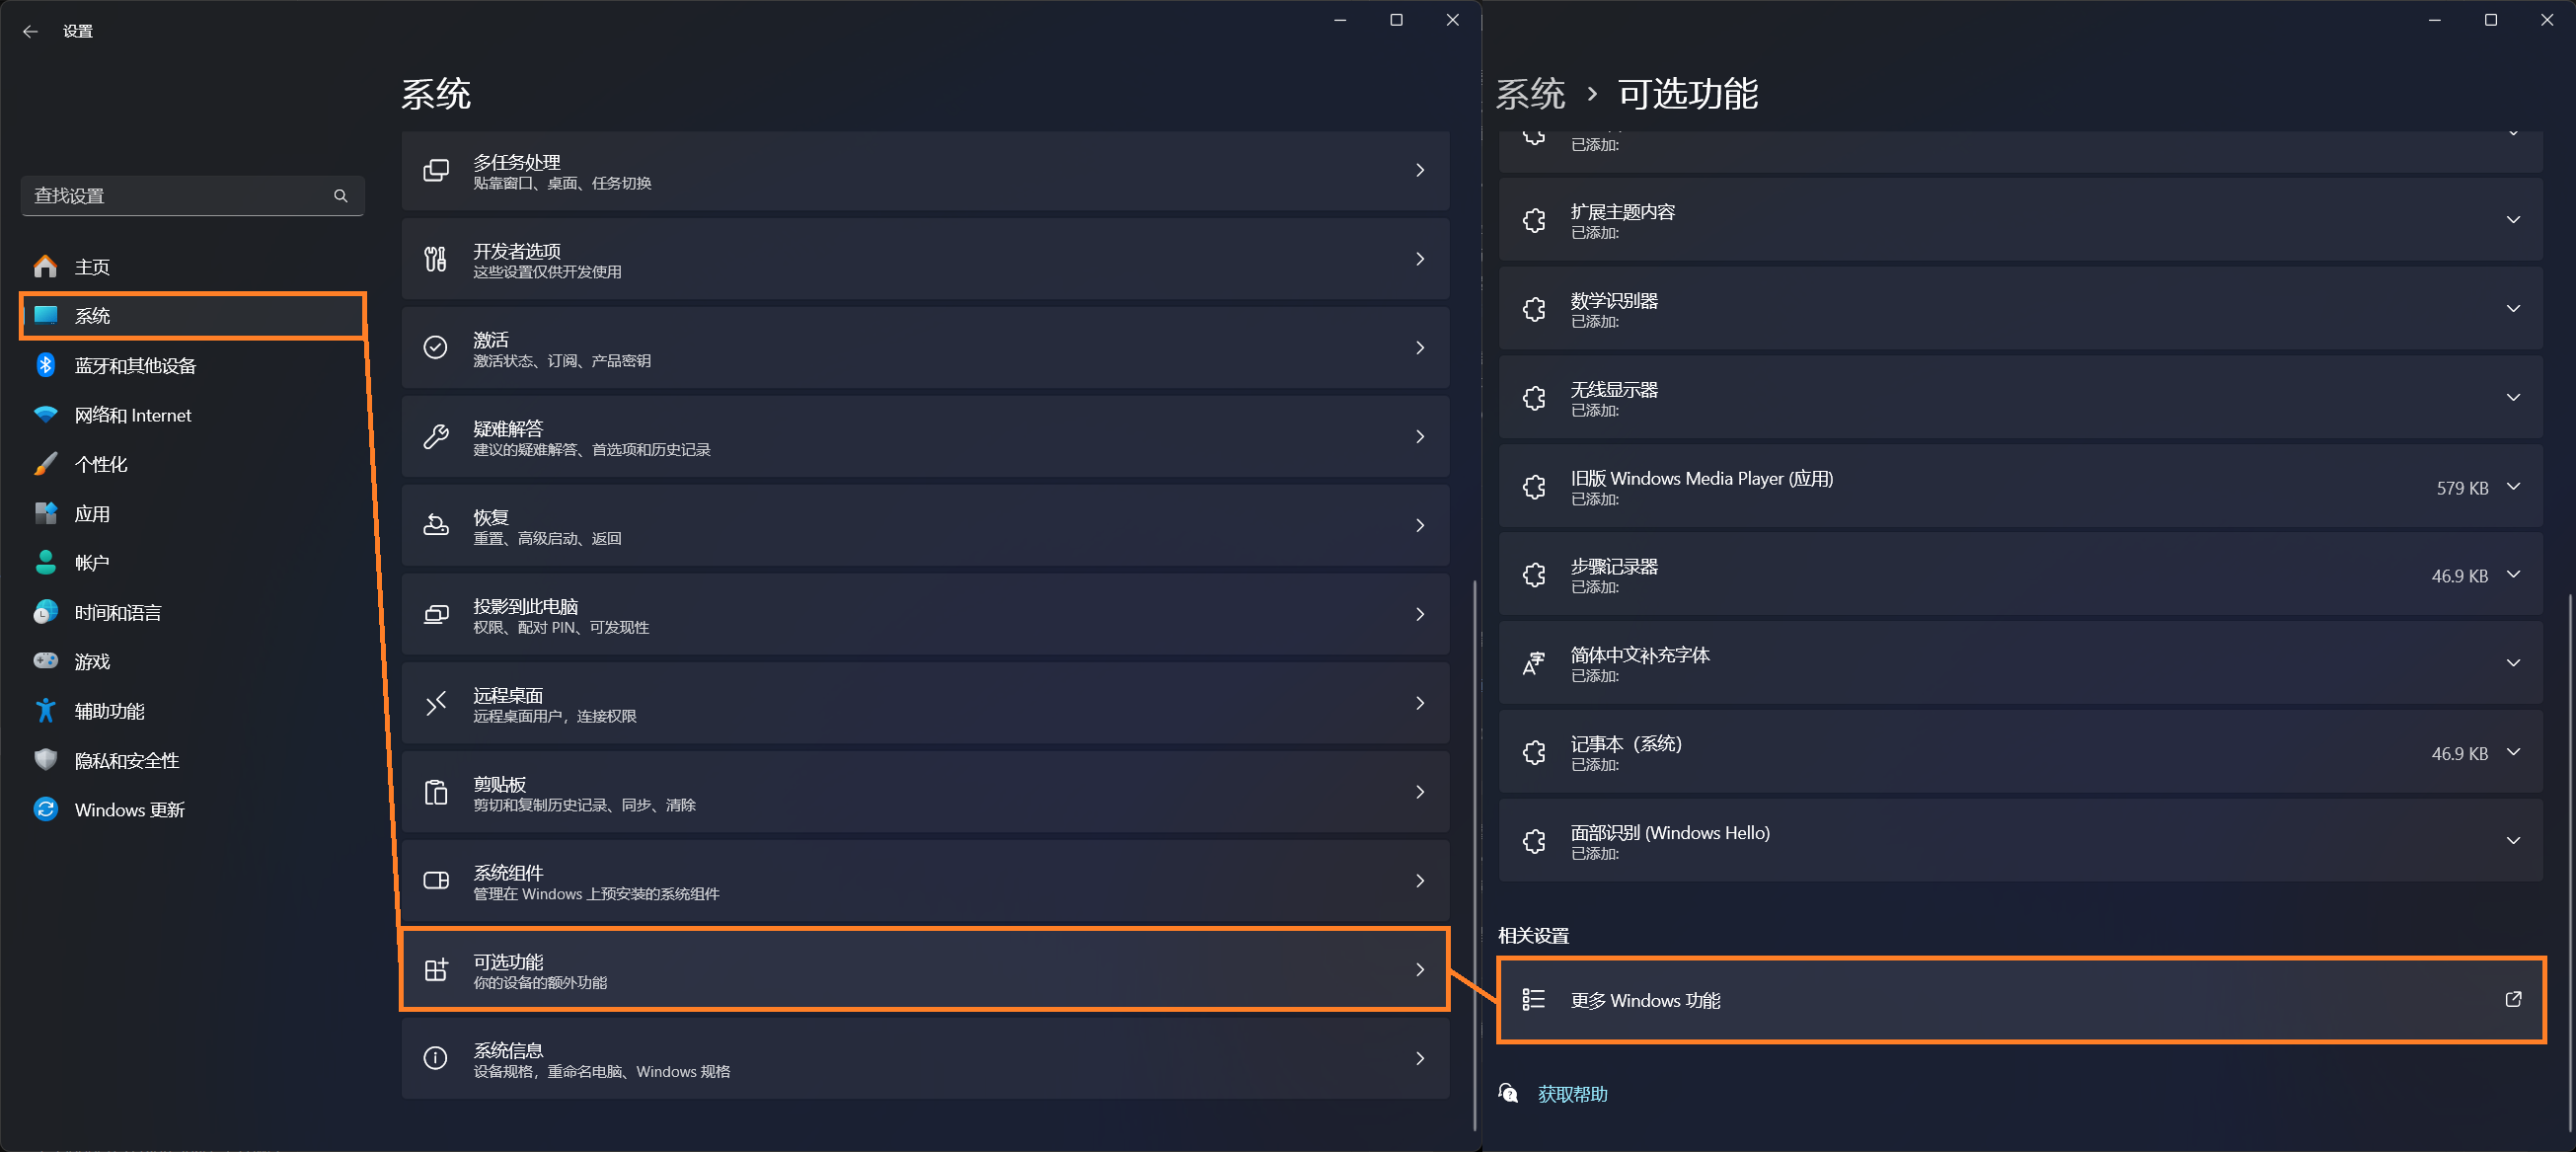 设置
查找设置
主页
系统
蓝牙和其他设备
网络和 Internet
个性化
应用
帐户
时间和语言
游戏
辅助功能
隐私和安全性
Windows 更新
系统
多任务处理
贴靠窗口、桌面、任务切换
开发者选项
这些设置仅供开发使用
激活
激活状态、订阅、产品密钥
疑难解答
建议的疑难解答、首选项和历史记录
恢复
重置、高级启动、返回
投影到此电脑
权限、配对 PIN、可发现性
远程桌面
远程桌面用户，连接权限
剪贴板
剪切和复制历史记录、同步、清除
系统组件
管理在 Windows 上预安装的系统组件
可选功能
你的设备的额外功能
系统信息
设备规格，重命名电脑、Windows 规格
系统 › 可选功能
已添加:
扩展主题内容
已添加:
数学识别器
已添加:
无线显示器
已添加:
旧版 Windows Media Player (应用)
已添加:
579 KB
步骤记录器
已添加:
46.9 KB
简体中文补充字体
已添加:
记事本（系统）
已添加:
46.9 KB
面部识别 (Windows Hello)
已添加:
相关设置
更多 Windows 功能
获取帮助